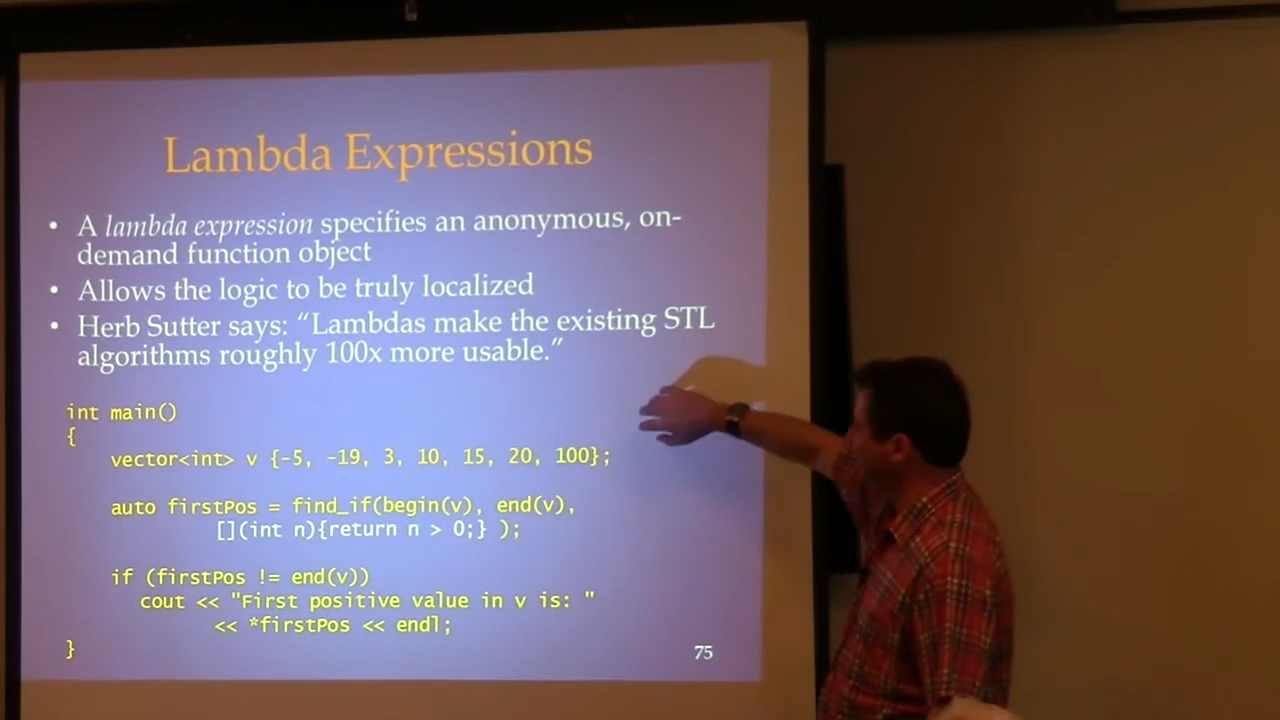 Lambda Expressions
• A lambda expression specifies an anonymous, on-
demand function object
• Allows the logic to be truly localized
• Herb Sutter says: “Lambdas make the existing STL
algorithms roughly 100x more usable.”
int main()
{
vector<int> v {-5, -19, 3, 10, 15, 20, 100};
auto firstPos = find_if(begin(v), end(v),
[](int n){return n > 0;} );
if (firstPos != end(v))
cout << "First positive value in v is: "
<< *firstPos << endl;
}
75